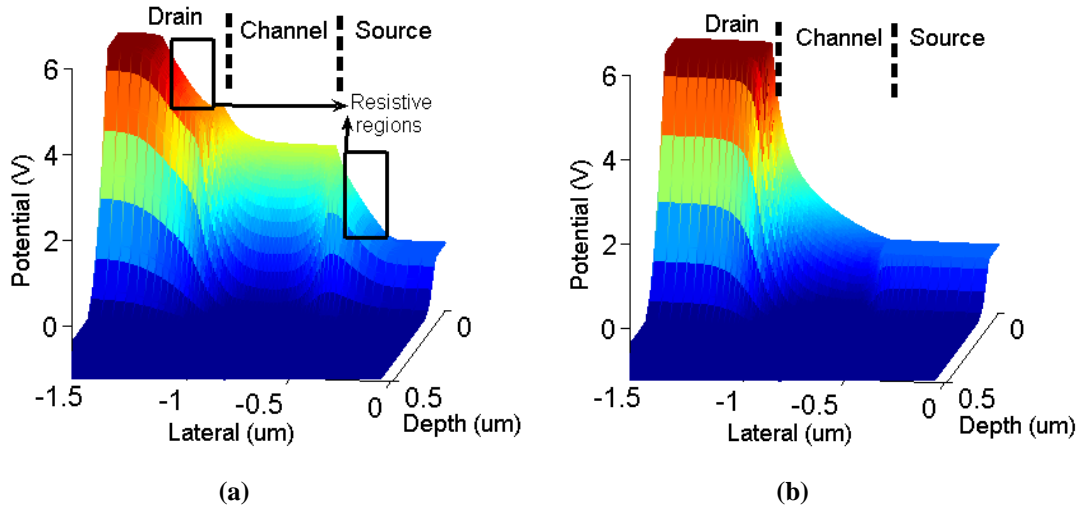 Drain Channel Source
Resistive
regions
Potential (V)
6
4
2
0
-1.5
-1
-0.5
0
0.5
0
Lateral (um)
Depth (um)
(a)
Drain Channel Source
Potential (V)
6
4
2
0
-1.5
-1
-0.5
0
0.5
0
Lateral (um)
Depth (um)
(b)